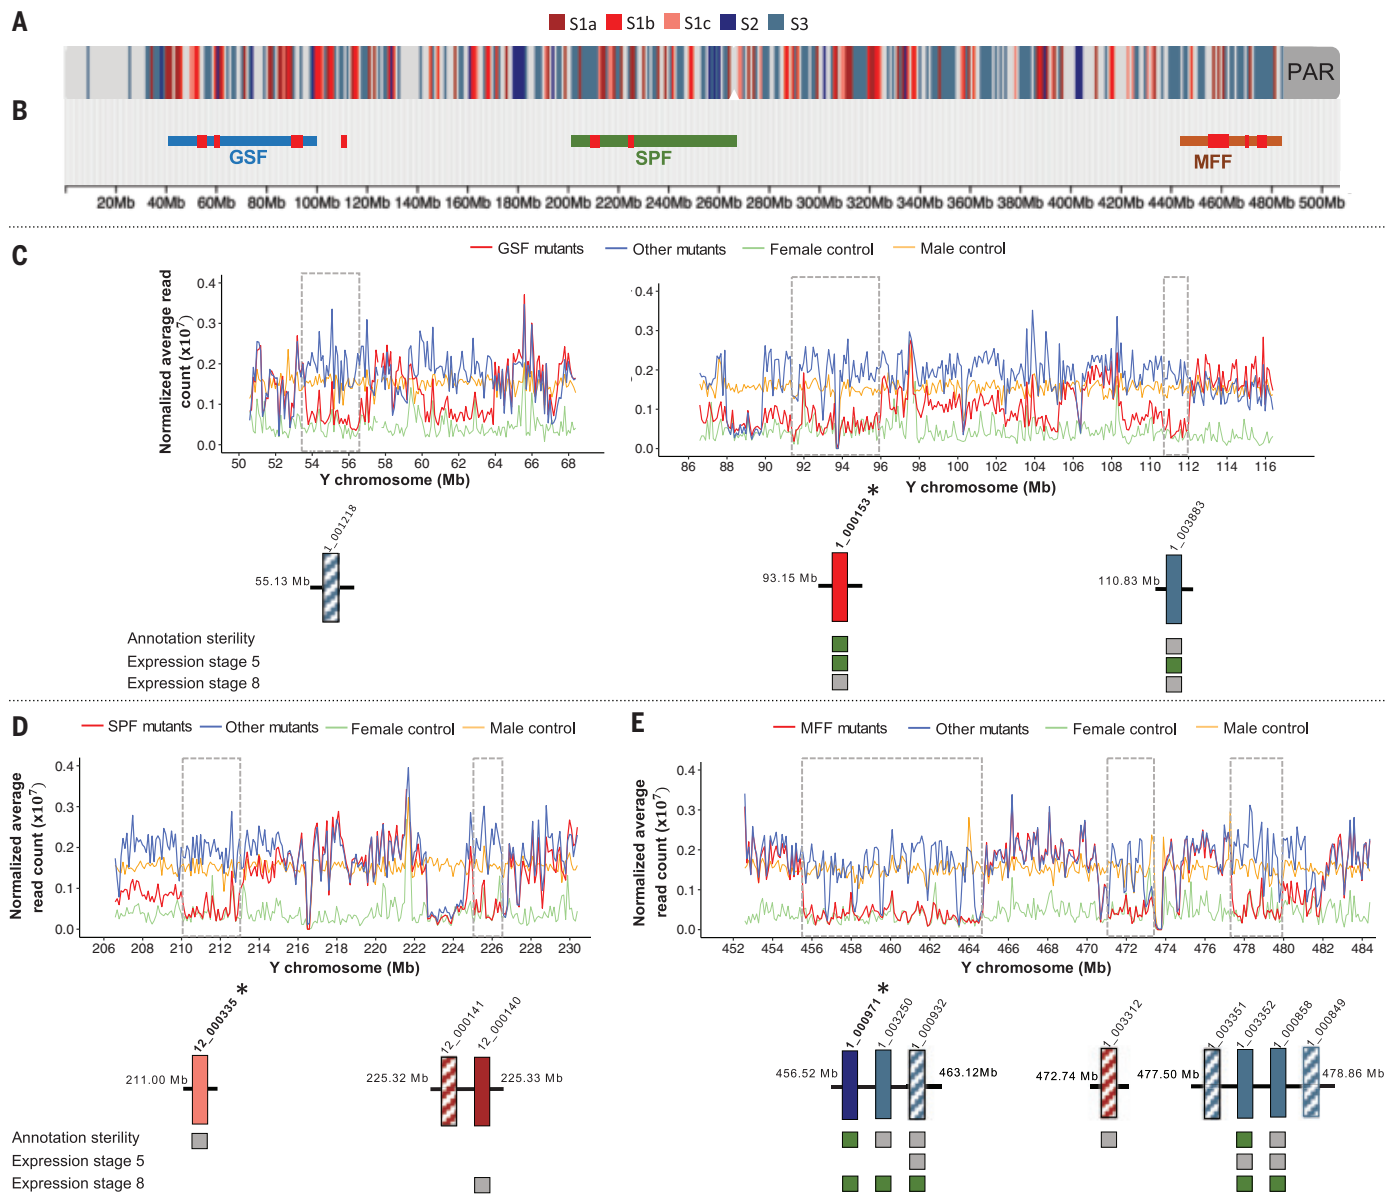 A
S1a S1b S1c S2 S3
PAR
B
GSF SPF MFF
20Mb 40Mb 60Mb 80Mb 100Mb 120Mb 140Mb 160Mb 180Mb 200Mb 220Mb 240Mb 260Mb 280Mb 300Mb 320Mb 340Mb 360Mb 380Mb 400Mb 420Mb 440Mb 460Mb 480Mb 500Mb
C
GSF mutants Other mutants Female control Male control
Normalized average read
count (x10⁷)
0.4
0.3
0.2
0.1
0.0
50 52 54 56 58 60 62 64 66 68
Y chromosome (Mb)
0.4
0.3
0.2
0.1
0.0
86 88 90 92 94 96 98 100 102 104 106 108 110 112 114 116
Y chromosome (Mb)
1_001218
55.13 Mb
1_000153 *
93.15 Mb
1_003883
110.83 Mb
Annotation sterility
Expression stage 5
Expression stage 8
D
SPF mutants Other mutants Female control Male control
Normalized average
read count (x10⁷)
0.4
0.3
0.2
0.1
0.0
206 208 210 212 214 216 218 220 222 224 226 228 230
Y chromosome (Mb)
12_000335 *
211.00 Mb
12_000141
12_000140
225.32 Mb
225.33 Mb
Annotation sterility
Expression stage 5
Expression stage 8
E
MFF mutants Other mutants Female control Male control
Normalized average
read count (x10⁷)
0.4
0.3
0.2
0.1
0.0
452 454 456 458 460 462 464 466 468 470 472 474 476 478 480 482 484
Y chromosome (Mb)
1_000971 *
1_003250
1_000932
456.52 Mb
463.12Mb
1_003312
472.74 Mb
1_003351
1_003352
1_000858
1_000849
477.50 Mb
478.86 Mb